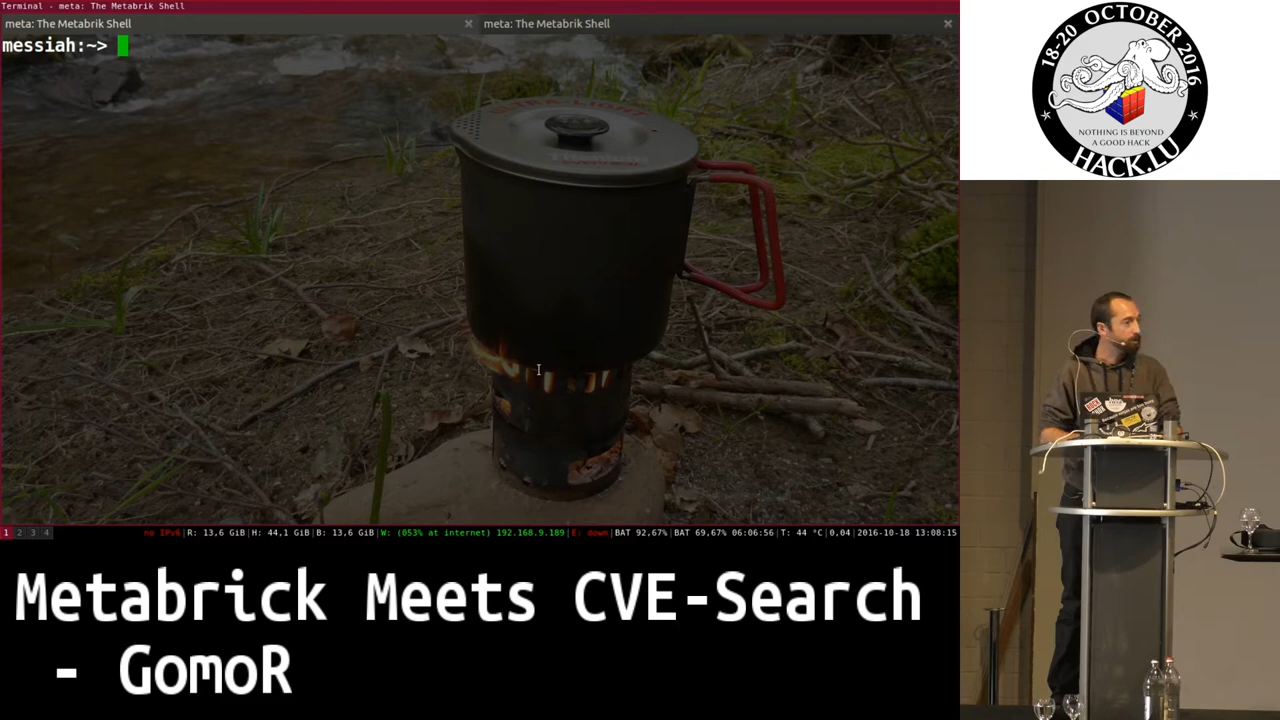 Terminal - meta: The Metabrik Shell
meta: The Metabrik Shell
meta: The Metabrik Shell
messiah:~>
1 2 3 4
no IPv6|R: 13,6 GiB|H: 44,1 GiB|B: 13,6 GiB|W: (053% at internet) 192.168.9.189|E: down|BAT 92,67%|BAT 69,67% 06:06:56|T: 44 °C|0,04|2016-10-18 13:08:15
18-20 OCTOBER 2016
NOTHING IS BEYOND
A GOOD HACK
HACK.LU
Metabrick Meets CVE-Search
- GomoR